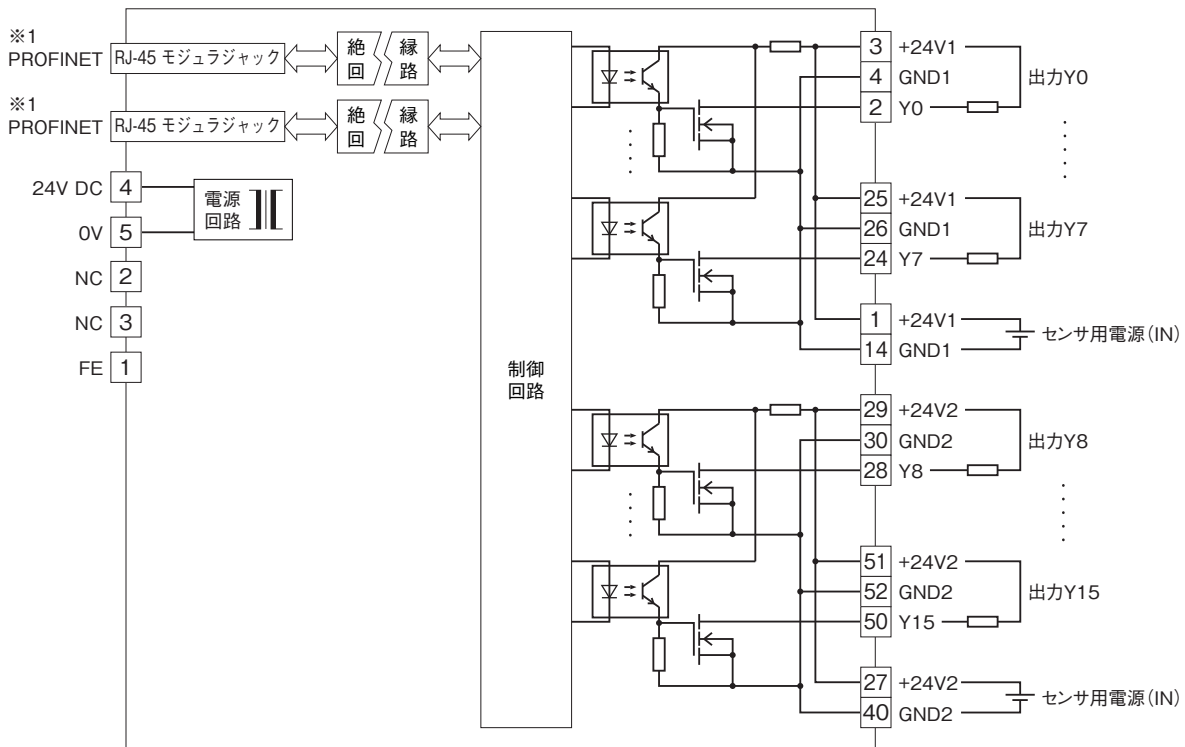 ※1
PROFINET RJ-45 モジュラジャック 絶回 縁路
※1
PROFINET RJ-45 モジュラジャック 絶回 縁路
24V DC 4
0V 5
電源
回路
NC 2
NC 3
FE 1
制御
回路
3 +24V1
4 GND1 出力Y0
2 Y0
25 +24V1
26 GND1 出力Y7
24 Y7
1 +24V1
センサ用電源(IN)
14 GND1
29 +24V2
30 GND2 出力Y8
28 Y8
51 +24V2
52 GND2 出力Y15
50 Y15
27 +24V2
センサ用電源(IN)
40 GND2